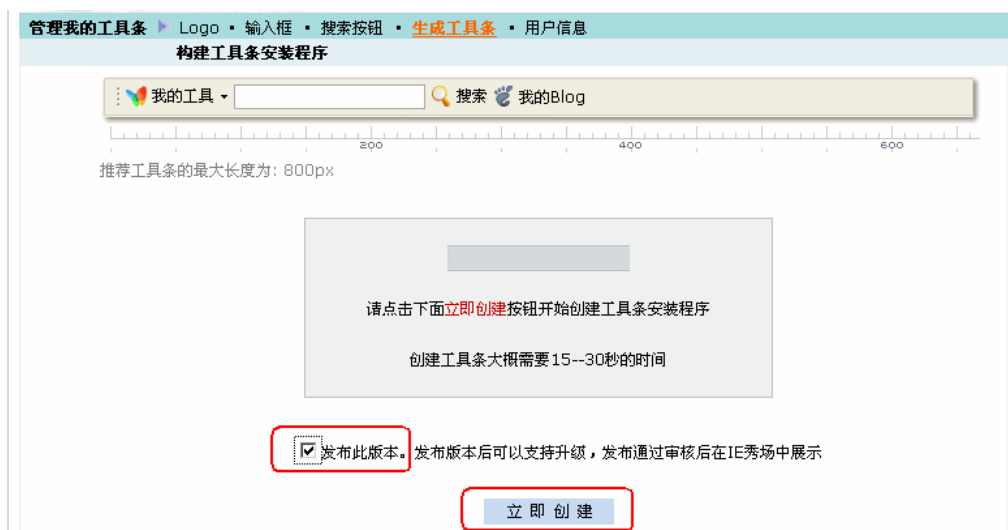 管理我的工具条 Logo ▪ 输入框 ▪ 搜索按钮 ▪ 生成工具条 ▪ 用户信息
构建工具条安装程序
我的工具 搜索 我的Blog
200 400 600
推荐工具条的最大长度为: 800px
请点击下面立即创建按钮开始创建工具条安装程序
创建工具条大概需要15--30秒的时间
发布此版本。发布版本后可以支持升级，发布通过审核后在IE秀场中展示
立即创建